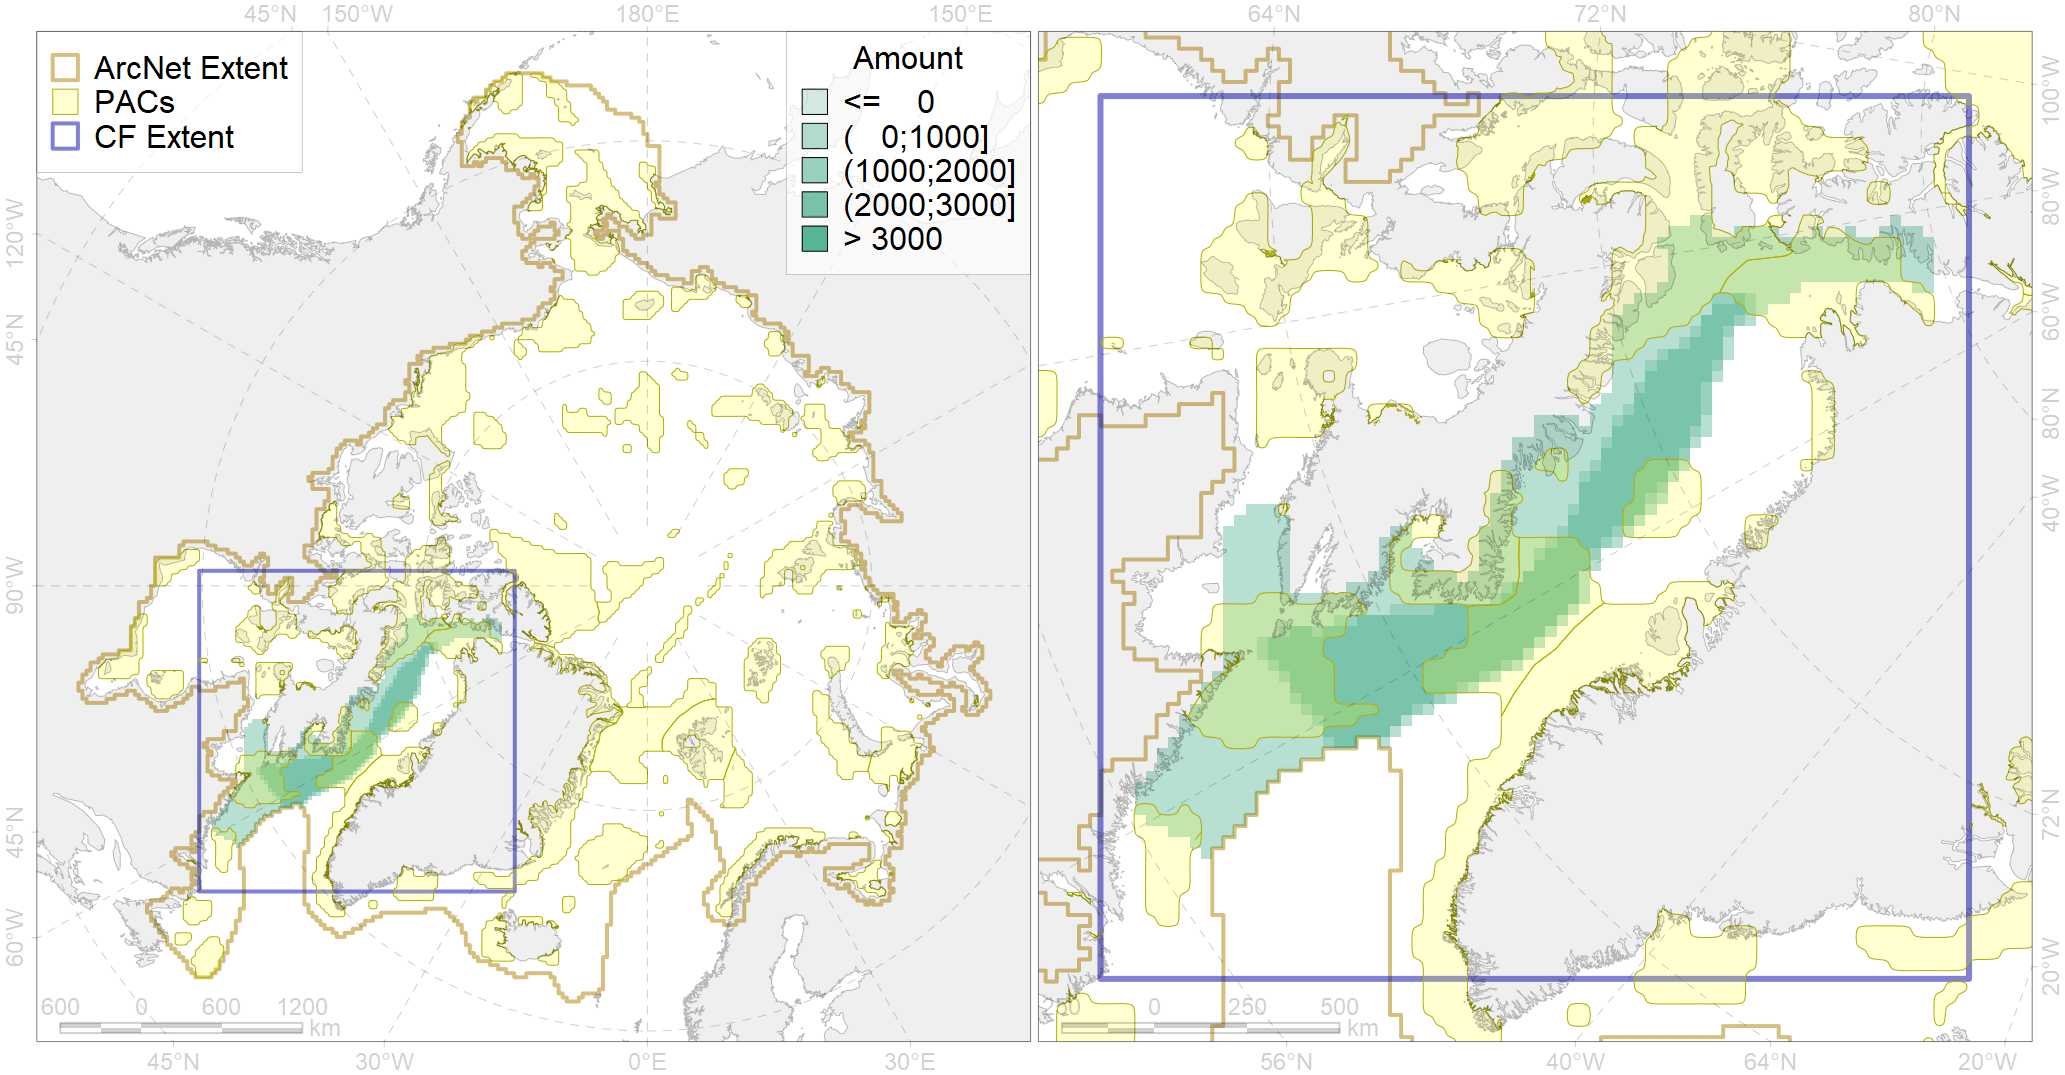 45°N 150°W 180°E 150°E 64°N 72°N 80°N
ArcNet Extent
PACs
CF Extent
Amount
<= 0
( 0;1000]
(1000;2000]
(2000;3000]
> 3000
120°W
45°N
90°W
45°N
60°W
100°W
80°W
60°W
80°N
40°W
72°N
20°W
600 0 600 1200
km
0 250 500
km
45°N 30°W 0°E 30°E 56°N 40°W 64°N 20°W